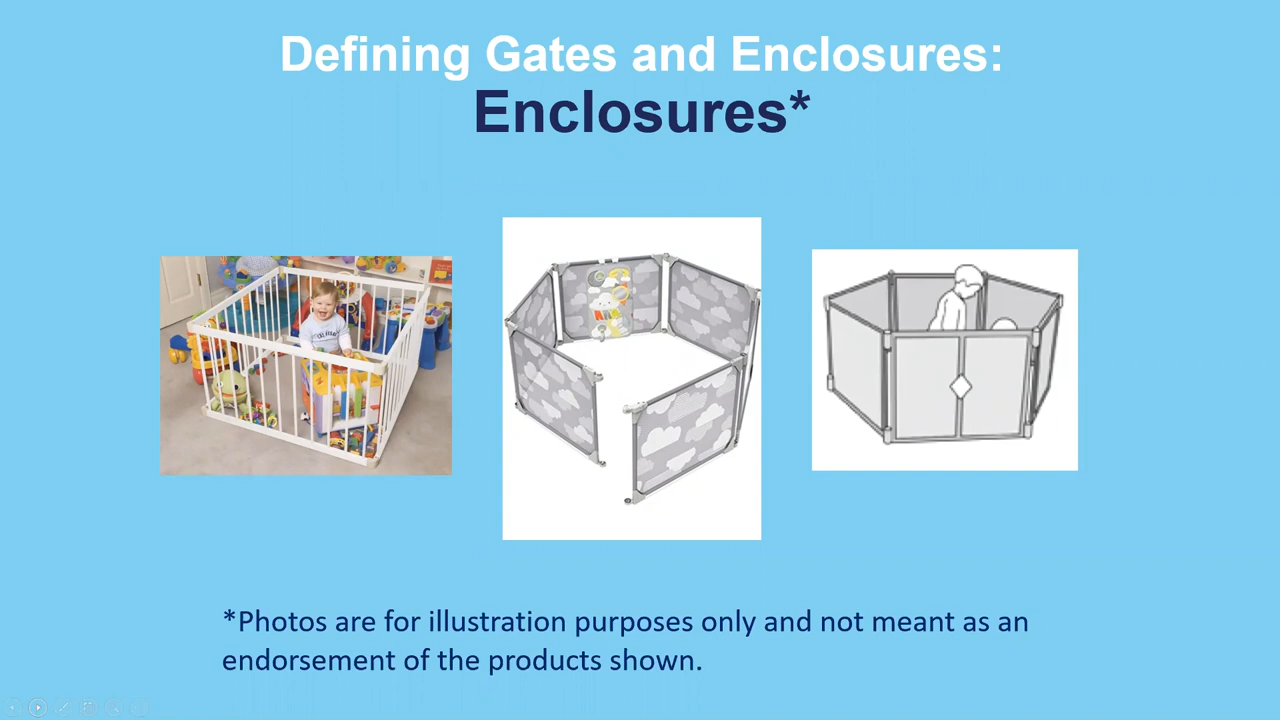 Defining Gates and Enclosures:
Enclosures*
*Photos are for illustration purposes only and not meant as an
endorsement of the products shown.